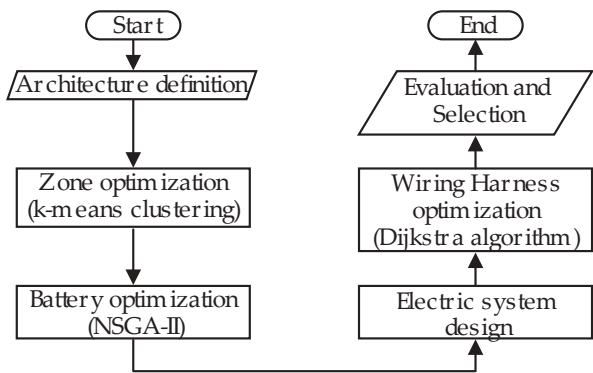 Start
Architecture definition
Zone optimization
(k-means clustering)
Battery optimization
(NSGA-II)
Electric system
design
Wiring Harness
optimization
(Dijkstra algorithm)
Evaluation and
Selection
End